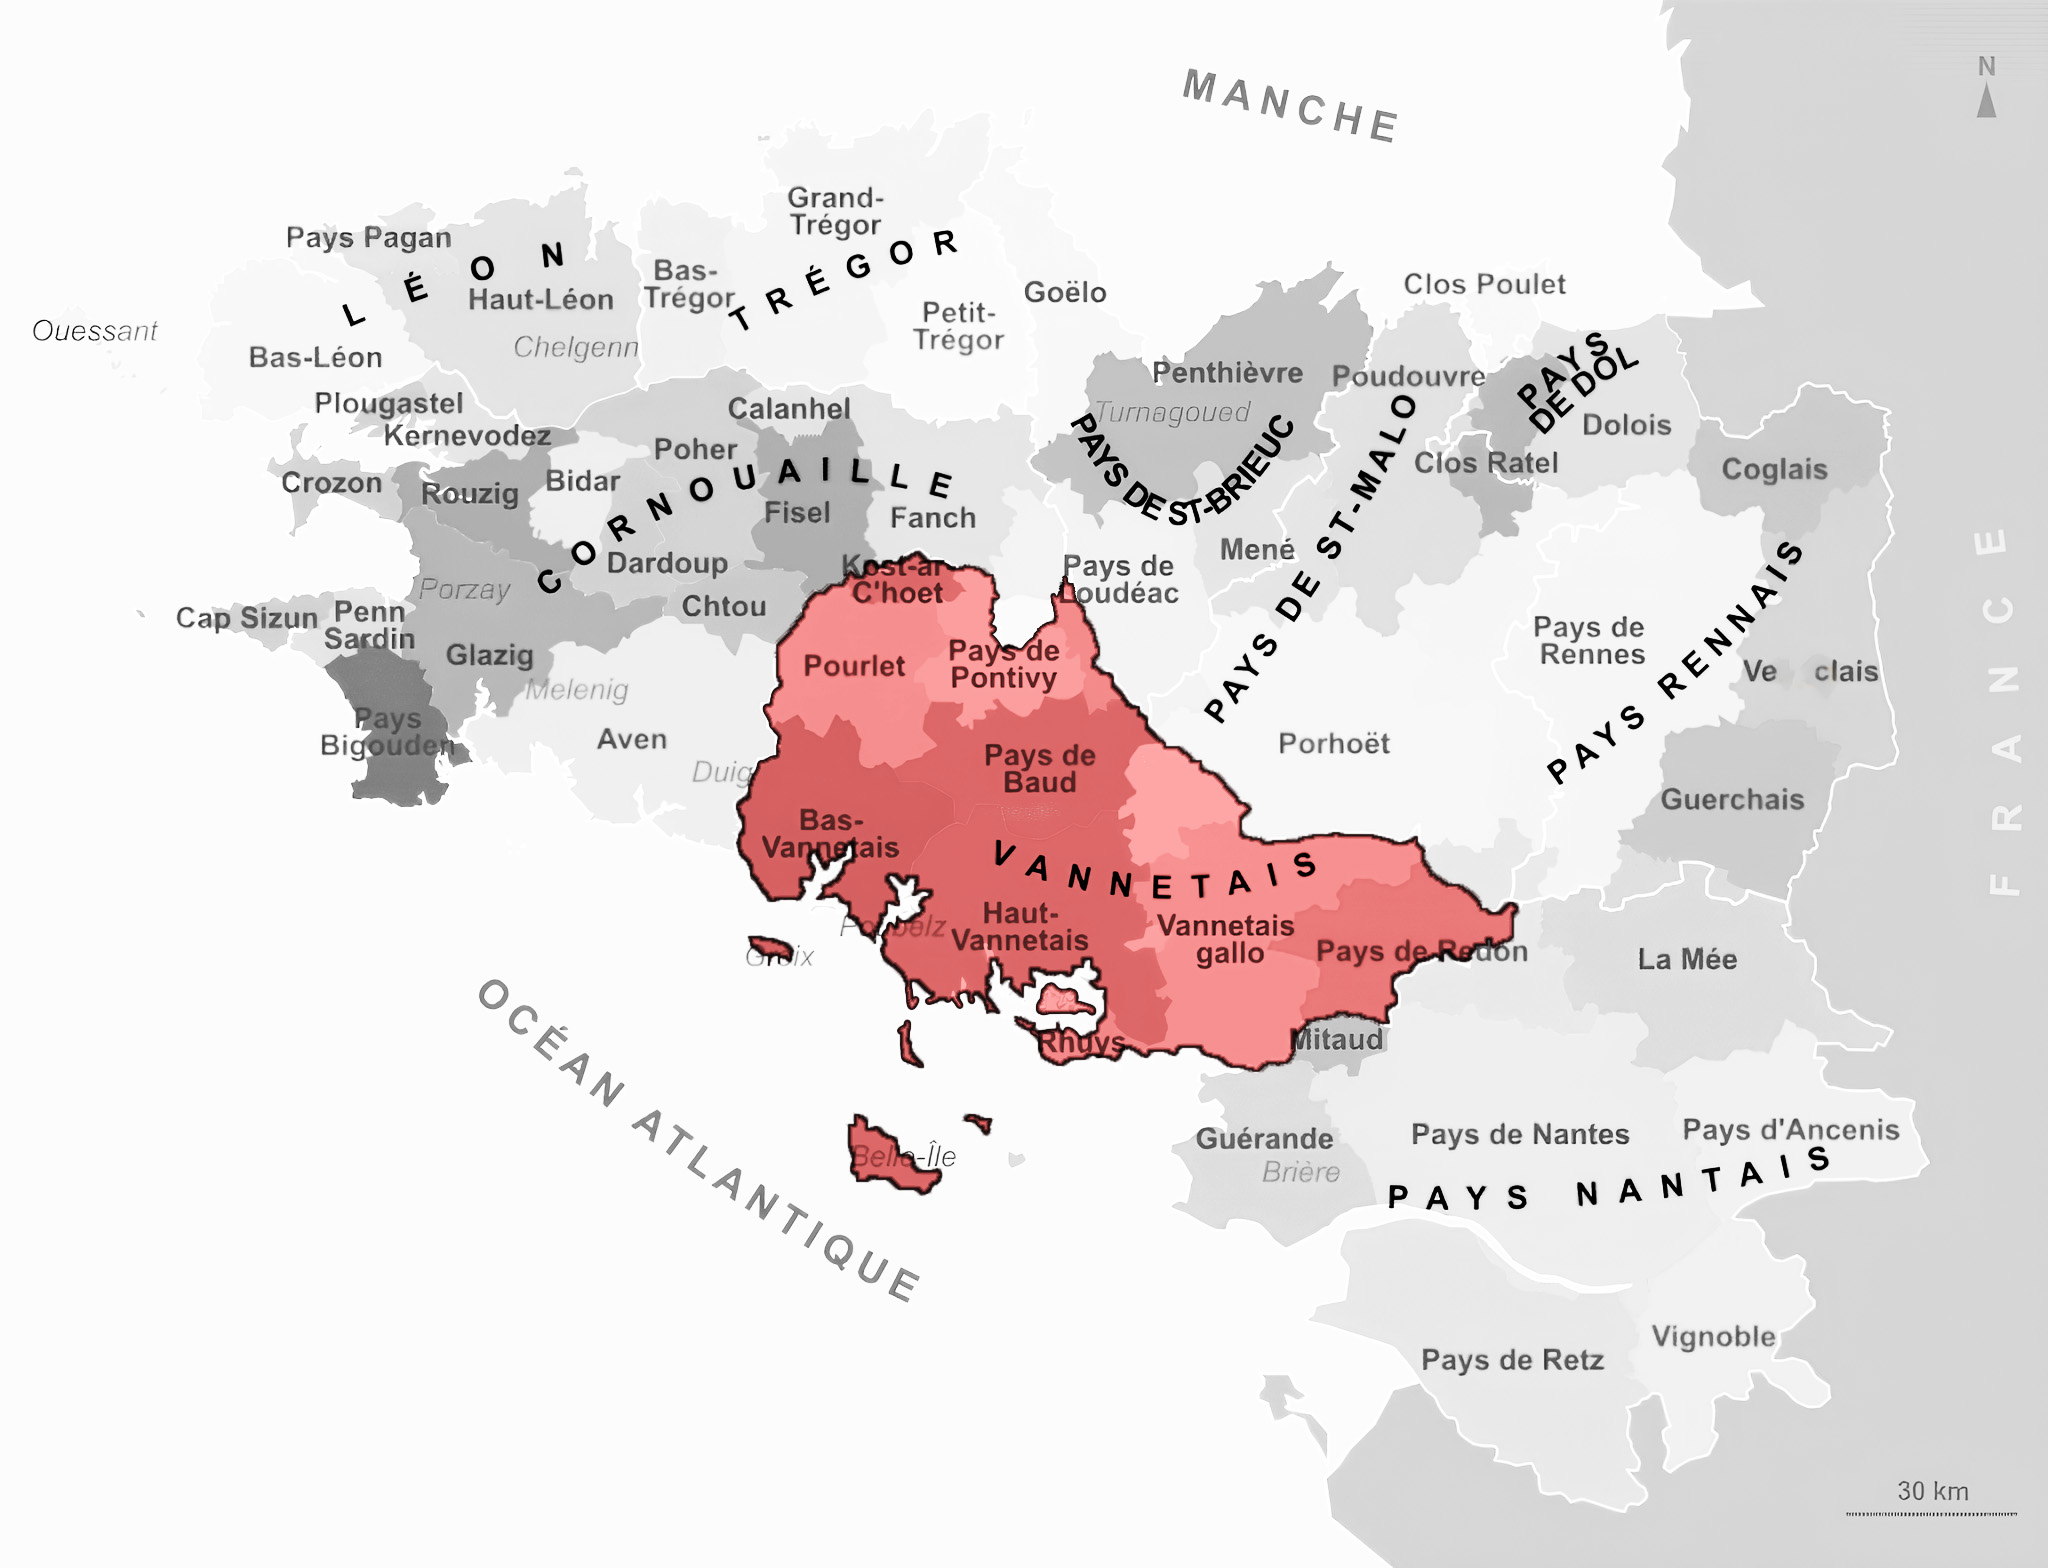 MANCHE
N
Grand-
Trégor
Pays Pagan
LÉON
Haut-Léon
Bas-
Trégor
TRÉGOR
Goëlo
Clos Poulet
Petit-
Trégor
Ouessant
Chelgenn
Bas-Léon
PAYS
DE DOL
Penthièvre
Poudouvre
Turnagoued
Plougastel
Calanhel
Dolois
Kernevodez
Poher
PAYS DE ST-BRIEUC
PAYS DE ST-MALO
Clos Ratel
Coglais
Crozon
Rouzig
Bidar
CORNOUAILLE
Fisel
Fanch
Mené
Dardoup
Kost-ar
C'hoet
Pays de
Loudéac
FRANCE
Porzay
Cap Sizun
Penn
Sardin
Chtou
Pays de
Rennes
PAYS RENNAIS
Glazig
Pourlet
Pays de
Pontivy
Ve clais
Melenig
Pays
Bigouden
Aven
Porhoët
Duig
Pays de
Baud
Guerchais
Bas-
Vannetais
VANNETAIS
Haut-
Vannetais
Vannetais
gallo
Pays de Redon
La Mée
Groix
OCÉAN ATLANTIQUE
Rhuys
Mitaud
Belle-Île
Guérande
Brière
Pays de Nantes
Pays d'Ancenis
PAYS NANTAIS
Pays de Retz
Vignoble
30 km